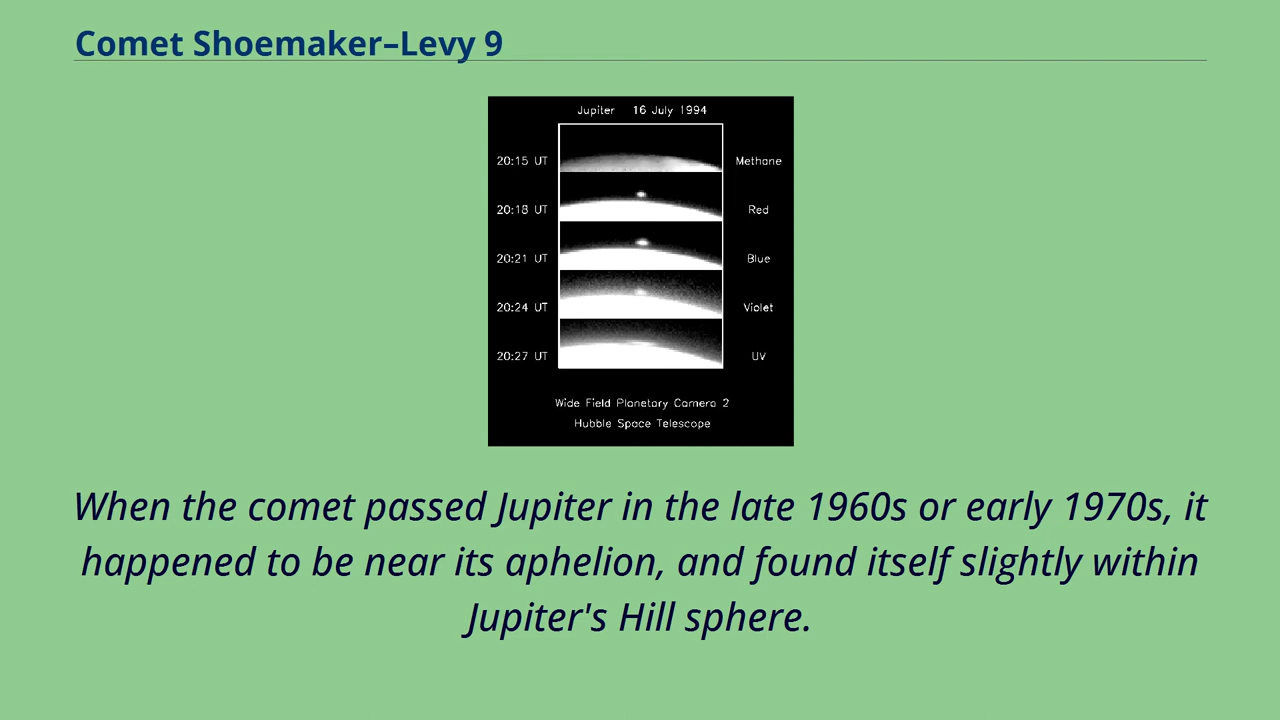 Comet Shoemaker–Levy 9
Jupiter 16 July 1994
20:15 UT Methane
20:18 UT Red
20:21 UT Blue
20:24 UT Violet
20:27 UT UV
Wide Field Planetary Camera 2
Hubble Space Telescope
When the comet passed Jupiter in the late 1960s or early 1970s, it
happened to be near its aphelion, and found itself slightly within
Jupiter's Hill sphere.